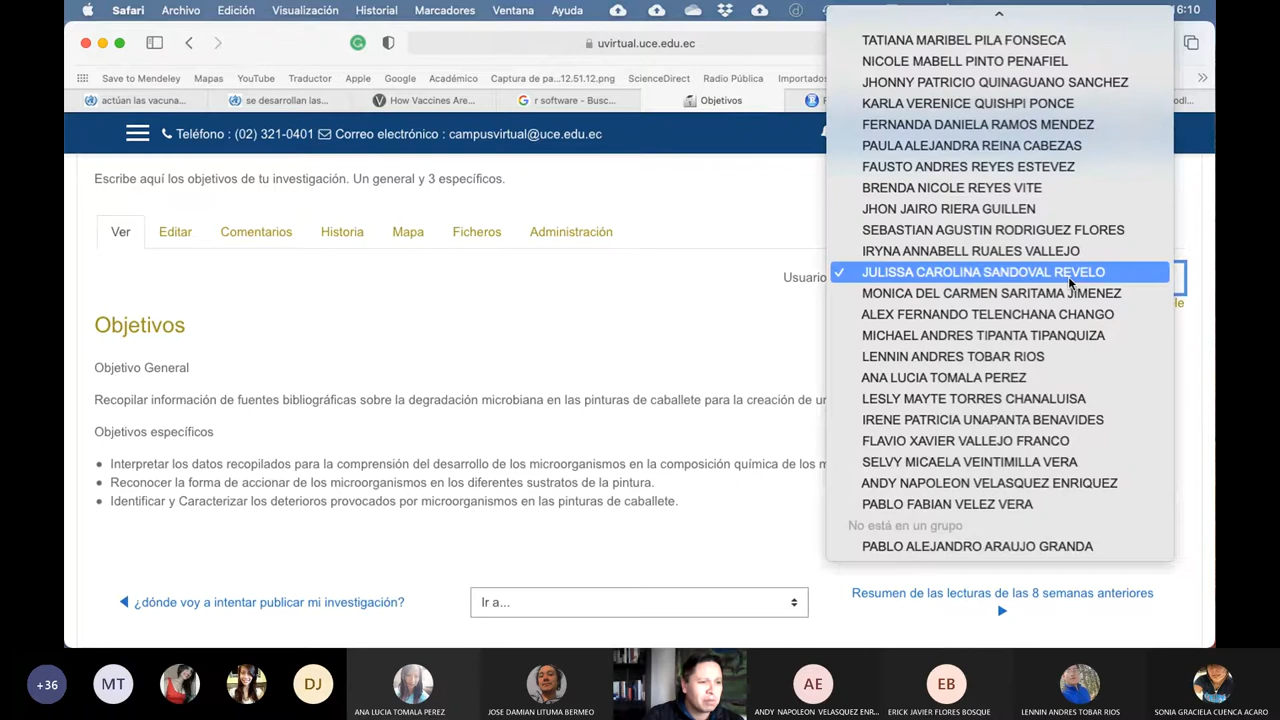 Safari Archivo Edición Visualización Historial Marcadores Ventana Ayuda 16:10
uvirtual.uce.edu.ec
Save to Mendeley Mapas YouTube Traductor Apple Google Académico Captura de pa...12.51.12.png ScienceDirect Radio Pública Importados
actúan las vacuna... se desarrollan las... How Vaccines Are... r software - Busc... Objetivos
Teléfono : (02) 321-0401 Correo electrónico : campusvirtual@uce.edu.ec
Escribe aquí los objetivos de tu investigación. Un general y 3 específicos.
Ver Editar Comentarios Historia Mapa Ficheros Administración
Usuario
Objetivos
Objetivo General
Recopilar información de fuentes bibliográficas sobre la degradación microbiana en las pinturas de caballete para la creación de
Objetivos específicos
Interpretar los datos recopilados para la comprensión del desarrollo de los microorganismos en la composición química de los
Reconocer la forma de accionar de los microorganismos en los diferentes sustratos de la pintura.
Identificar y Caracterizar los deterioros provocados por microorganismos en las pinturas de caballete.
TATIANA MARIBEL PILA FONSECA
NICOLE MABELL PINTO PENAFIEL
JHONNY PATRICIO QUINAGUANO SANCHEZ
KARLA VERENICE QUISHPI PONCE
FERNANDA DANIELA RAMOS MENDEZ
PAULA ALEJANDRA REINA CABEZAS
FAUSTO ANDRES REYES ESTEVEZ
BRENDA NICOLE REYES VITE
JHON JAIRO RIERA GUILLEN
SEBASTIAN AGUSTIN RODRIGUEZ FLORES
IRYNA ANNABELL RUALES VALLEJO
✓ JULISSA CAROLINA SANDOVAL REVELO
MONICA DEL CARMEN SARITAMA JIMENEZ
ALEX FERNANDO TELENCHANA CHANGO
MICHAEL ANDRES TIPANTA TIPANQUIZA
LENNIN ANDRES TOBAR RIOS
ANA LUCIA TOMALA PEREZ
LESLY MAYTE TORRES CHANALUISA
IRENE PATRICIA UNAPANTA BENAVIDES
FLAVIO XAVIER VALLEJO FRANCO
SELVY MICAELA VEINTIMILLA VERA
ANDY NAPOLEON VELASQUEZ ENRIQUEZ
PABLO FABIAN VELEZ VERA
No está en un grupo
PABLO ALEJANDRO ARAUJO GRANDA
¿dónde voy a intentar publicar mi investigación? Ir a... Resumen de las lecturas de las 8 semanas anteriores
+36 MT DJ AE EB
ANA LUCIA TOMALA PEREZ JOSE DAMIAN LITUMA BERMEO ANDY NAPOLEON VELASQUEZ ENR... ERICK JAVIER FLORES BOSQUE LENNIN ANDRES TOBAR RIOS SONIA GRACIELA CUENCA ACARO